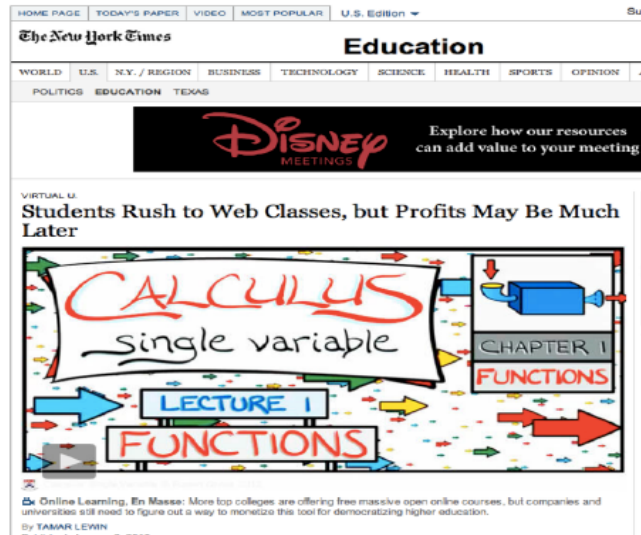 HOME PAGE TODAY'S PAPER VIDEO MOST POPULAR U.S. Edition
The New York Times
Education
WORLD U.S. N.Y. / REGION BUSINESS TECHNOLOGY SCIENCE HEALTH SPORTS OPINION
POLITICS EDUCATION TEXAS
DISNEY
MEETINGS
Explore how our resources
can add value to your meeting
VIRTUAL U.
Students Rush to Web Classes, but Profits May Be Much
Later
CALCULUS
single variable
CHAPTER 1
FUNCTIONS
LECTURE 1
FUNCTIONS
Online Learning, En Masse: More top colleges are offering free massive open online courses, but companies and
universities still need to figure out a way to monetize this tool for democratizing higher education.
By TAMAR LEWIN